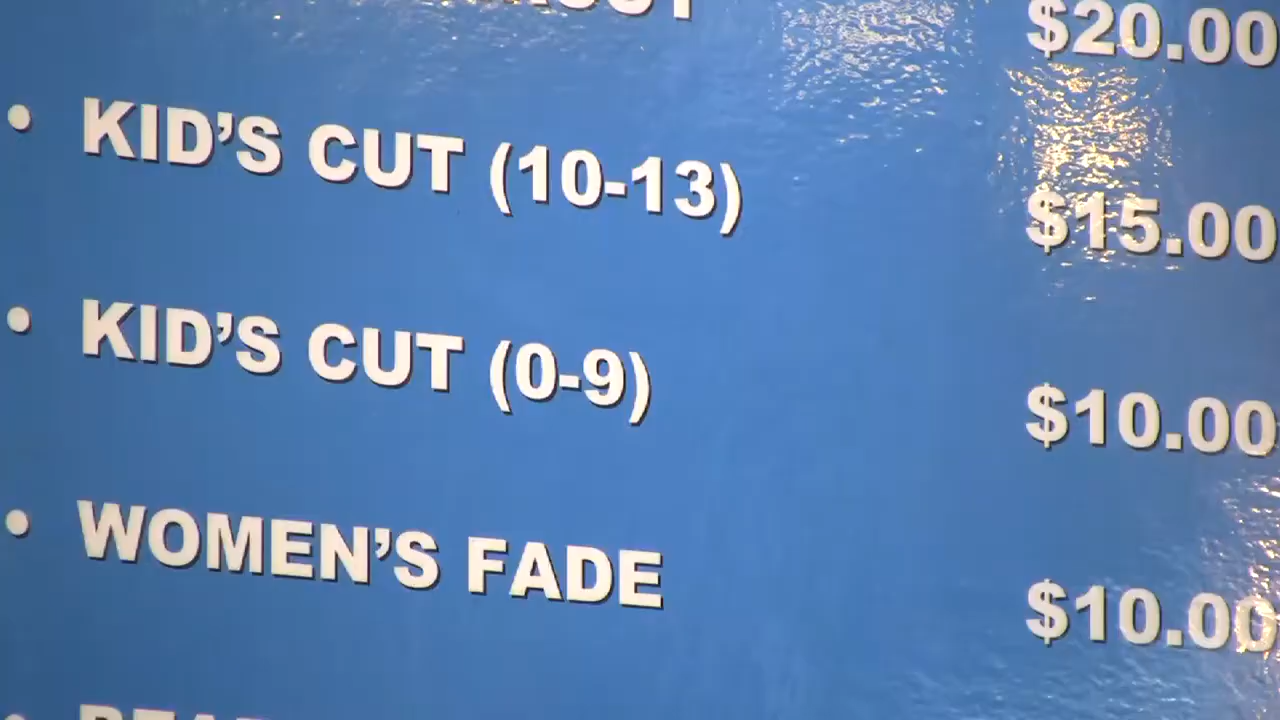 $20.00
• KID'S CUT (10-13) $15.00
• KID'S CUT (0-9) $10.00
• WOMEN'S FADE $10.00